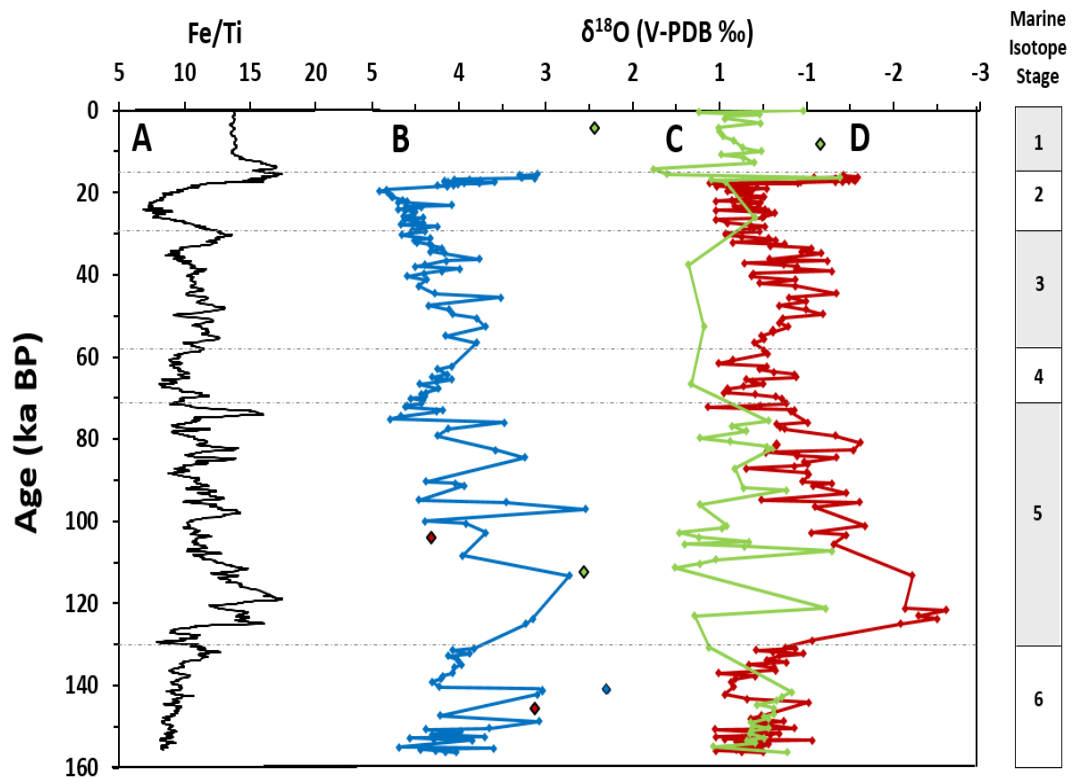 Fe/Ti
δ¹⁸O (V-PDB ‰)
Marine
Isotope
Stage
5 10 15 20 5 4 3 2 1 -1 -2 -3
A B C D
0
20
40
60
80
100
120
140
160
Age (ka BP)
1
2
3
4
5
6